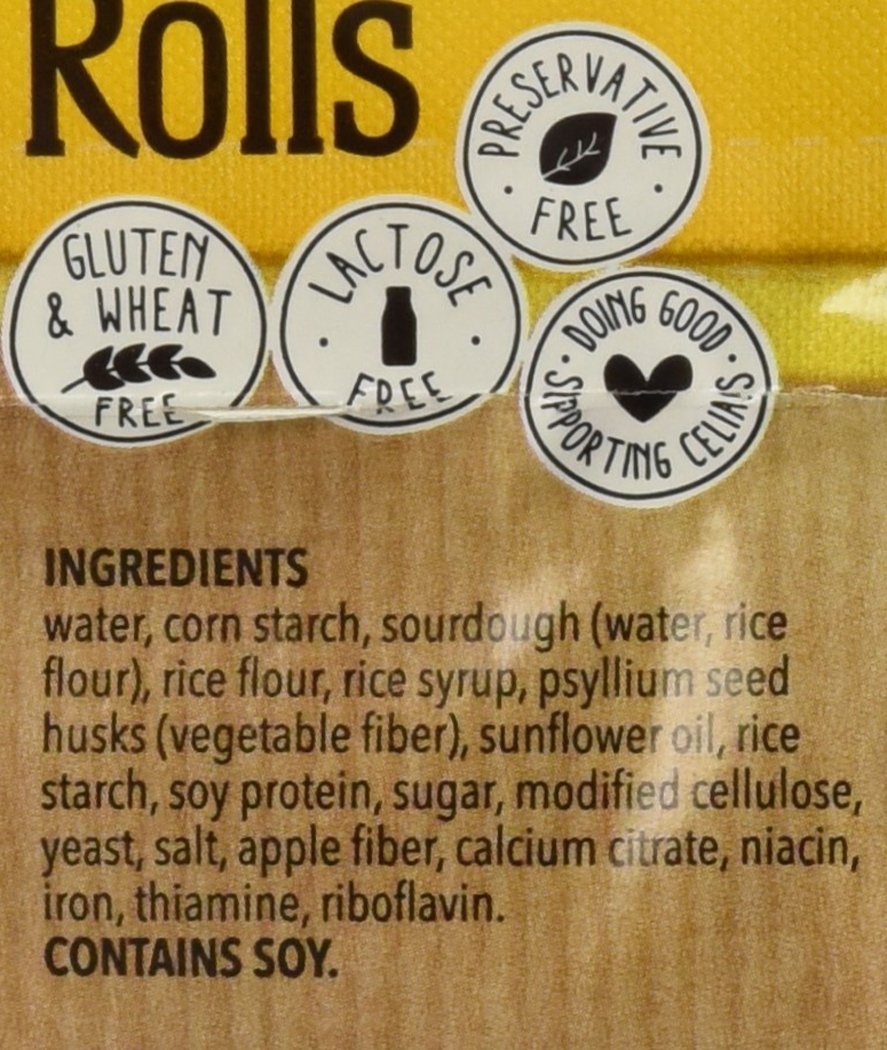 Rolls
PRESERVATIVE
FREE
GLUTEN
& WHEAT
FREE
LACTOSE
FREE
DOING GOOD
SIPPORTING CELIAIS
INGREDIENTS
water, corn starch, sourdough (water, rice
flour), rice flour, rice syrup, psyllium seed
husks (vegetable fiber), sunflower oil, rice
starch, soy protein, sugar, modified cellulose,
yeast, salt, apple fiber, calcium citrate, niacin,
iron, thiamine, riboflavin.
CONTAINS SOY.